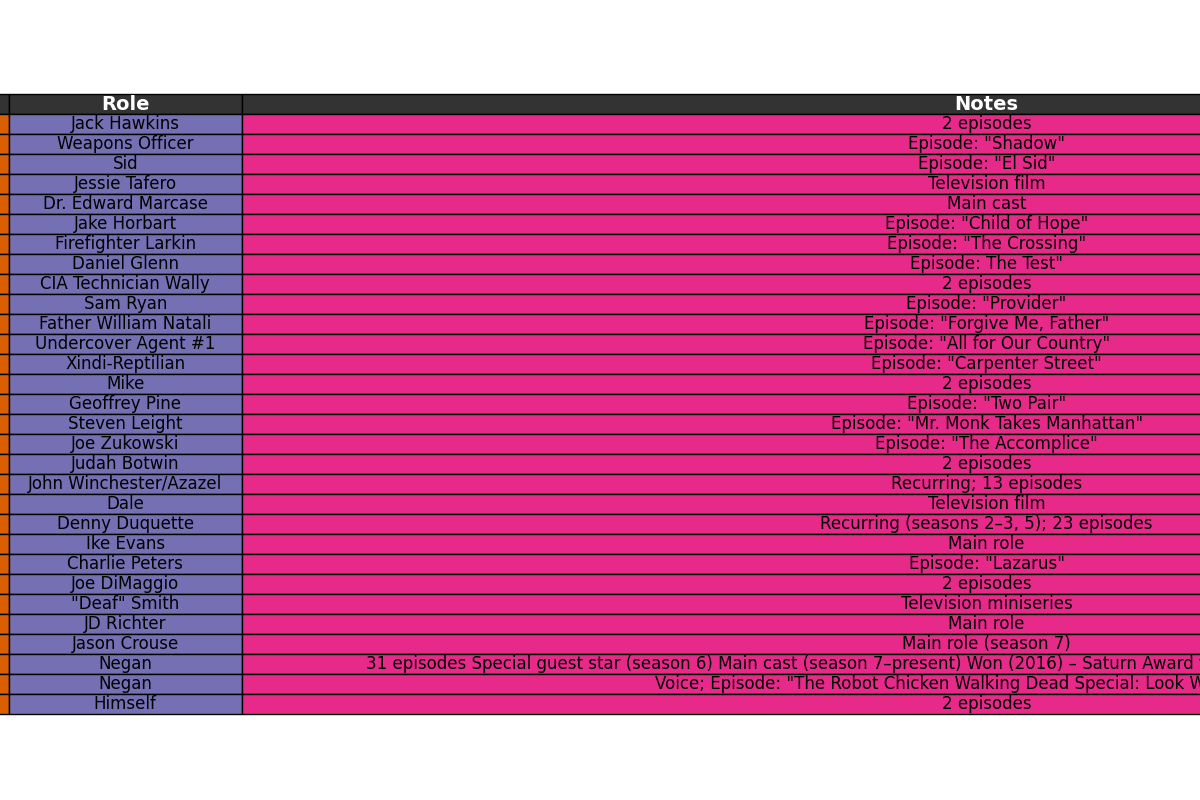 Role Notes
Jack Hawkins 2 episodes
Weapons Officer Episode: "Shadow"
Sid Episode: "El Sid"
Jessie Tafero Television film
Dr. Edward Marcase Main cast
Jake Horbart Episode: "Child of Hope"
Firefighter Larkin Episode: "The Crossing"
Daniel Glenn Episode: The Test"
CIA Technician Wally 2 episodes
Sam Ryan Episode: "Provider"
Father William Natali Episode: "Forgive Me, Father"
Undercover Agent #1 Episode: "All for Our Country"
Xindi-Reptilian Episode: "Carpenter Street"
Mike 2 episodes
Geoffrey Pine Episode: "Two Pair"
Steven Leight Episode: "Mr. Monk Takes Manhattan"
Joe Zukowski Episode: "The Accomplice"
Judah Botwin 2 episodes
John Winchester/Azazel Recurring; 13 episodes
Dale Television film
Denny Duquette Recurring (seasons 2–3, 5); 23 episodes
Ike Evans Main role
Charlie Peters Episode: "Lazarus"
Joe DiMaggio 2 episodes
"Deaf" Smith Television miniseries
JD Richter Main role
Jason Crouse Main role (season 7)
Negan 31 episodes Special guest star (season 6) Main cast (season 7–present) Won (2016) – Saturn Award
Negan Voice; Episode: "The Robot Chicken Walking Dead Special: Look
Himself 2 episodes